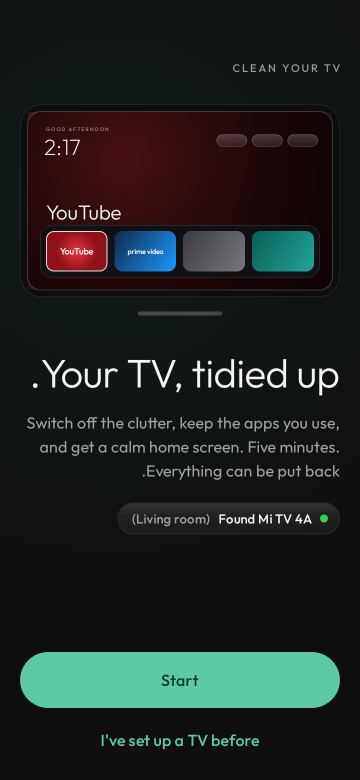 CLEAN YOUR TV
GOOD AFTERNOON
2:17
YouTube
YouTube
prime video
.Your TV, tidied up
Switch off the clutter, keep the apps you use,
and get a calm home screen. Five minutes.
.Everything can be put back
(Living room) Found Mi TV 4A
Start
I've set up a TV before